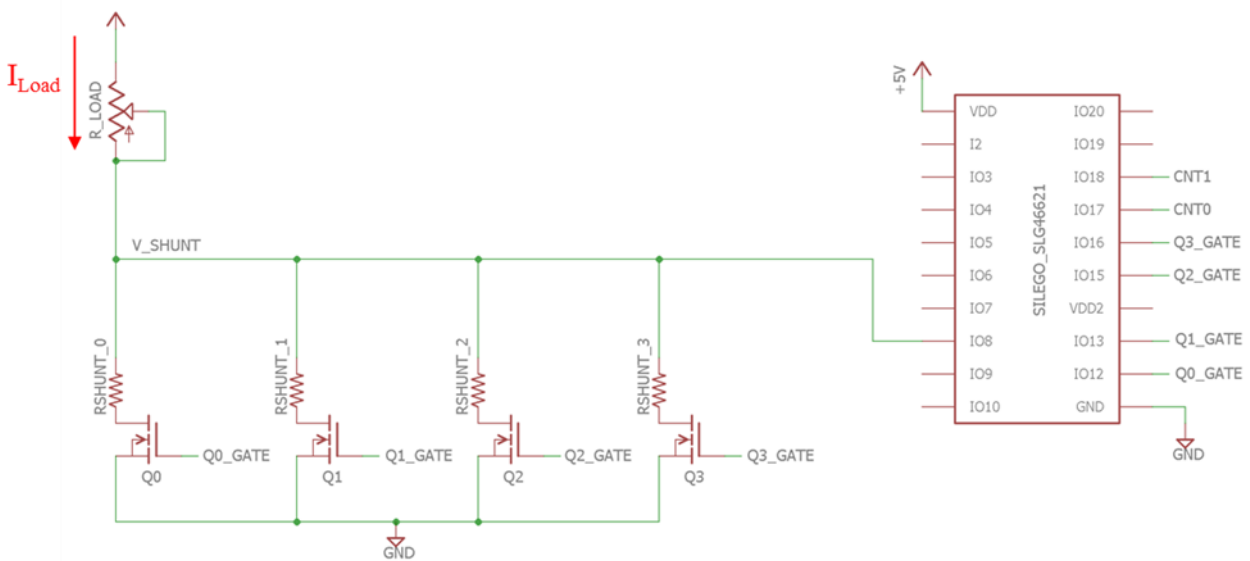 I_Load
R_LOAD
V_SHUNT
RSHUNT_0
RSHUNT_1
RSHUNT_2
RSHUNT_3
Q0_GATE
Q1_GATE
Q2_GATE
Q3_GATE
Q0
Q1
Q2
Q3
GND
+5V
VDD
I2
IO3
IO4
IO5
IO6
IO7
IO8
IO9
IO10
SILEGO_SLG46621
IO20
IO19
IO18
CNT1
IO17
CNT0
IO16
Q3_GATE
IO15
Q2_GATE
VDD2
IO13
Q1_GATE
IO12
Q0_GATE
GND
GND